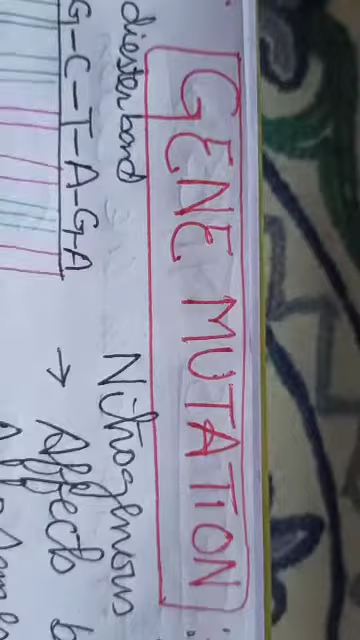 GENE MUTATION
diester bond
Nitrogenous
G-C-T-A-G-A
→ Affects